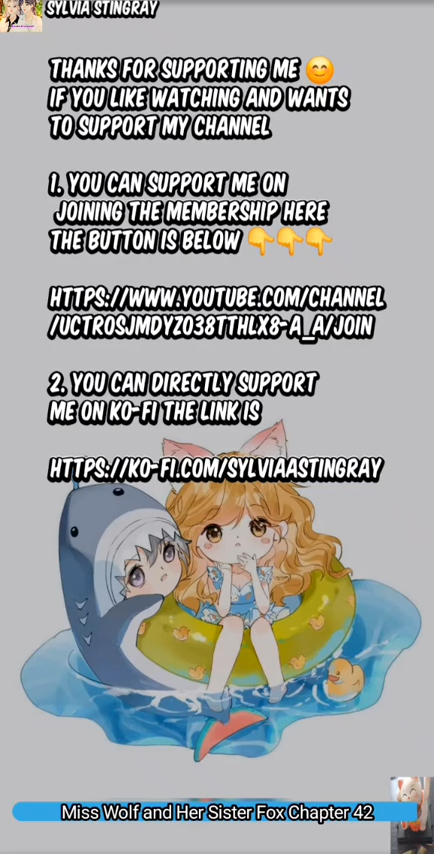 SYLVIA STINGRAY
THANKS FOR SUPPORTING ME 😊
IF YOU LIKE WATCHING AND WANTS
TO SUPPORT MY CHANNEL
1. YOU CAN SUPPORT ME ON
JOINING THE MEMBERSHIP HERE
THE BUTTON IS BELOW 👇👇👇
HTTPS://WWW.YOUTUBE.COM/CHANNEL
/UCTROSJMDYZO38TTHLX8-A_A/JOIN
2. YOU CAN DIRECTLY SUPPORT
ME ON KO-FI THE LINK IS
HTTPS://KO-FI.COM/SYLVIAASTINGRAY
Miss Wolf and Her Sister Fox Chapter 42